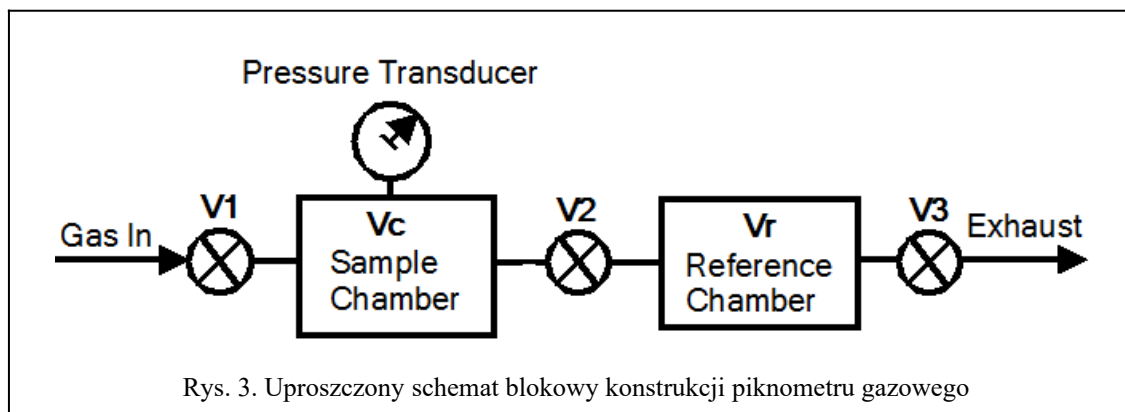 Pressure Transducer
Gas In
V1
Vc
Sample
Chamber
V2
Vr
Reference
Chamber
V3
Exhaust
Rys. 3. Uproszczony schemat blokowy konstrukcji piknometru gazowego